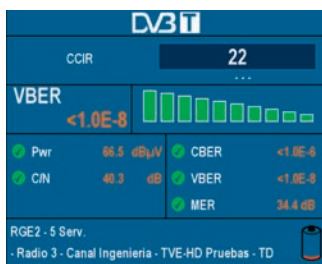 DVB T
CCIR 22
...
VBER
<1.0E-8
Pwr 66.5 dBµV
C/N 40.3 dB
CBER <1.0E-6
VBER <1.0E-8
MER 34.4 dB
RGE2 - 5 Serv.
- Radio 3 - Canal Ingenieria - TVE-HD Pruebas - TD